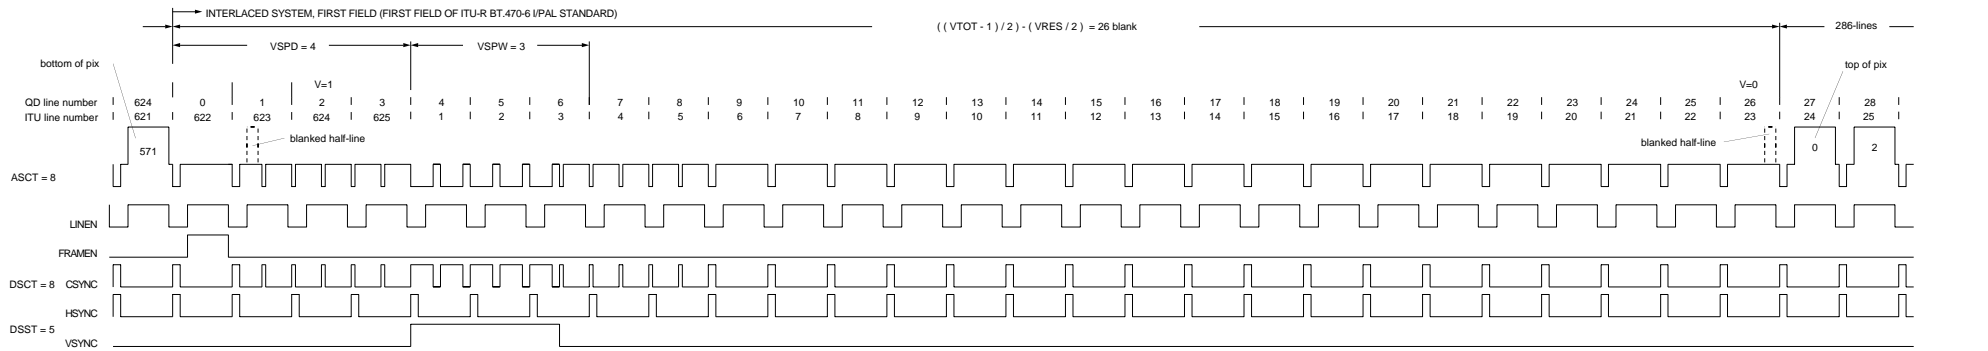 INTERLACED SYSTEM, FIRST FIELD (FIRST FIELD OF ITU-R BT.470-6 I/PAL STANDARD)
( ( VTOT - 1 ) / 2 ) - ( VRES / 2 ) = 26 blank
286-lines
VSPD = 4
VSPW = 3
bottom of pix
top of pix
V=1
V=0
QD line number 624 0 1 2 3 4 5 6 7 8 9 10 11 12 13 14 15 16 17 18 19 20 21 22 23 24 25 26 27 28
ITU line number 621 622 623 624 625 1 2 3 4 5 6 7 8 9 10 11 12 13 14 15 16 17 18 19 20 21 22 23 24 25
blanked half-line
blanked half-line
571
0
2
ASCT = 8
LINEN
FRAMEN
DSCT = 8 CSYNC
HSYNC
DSST = 5
VSYNC